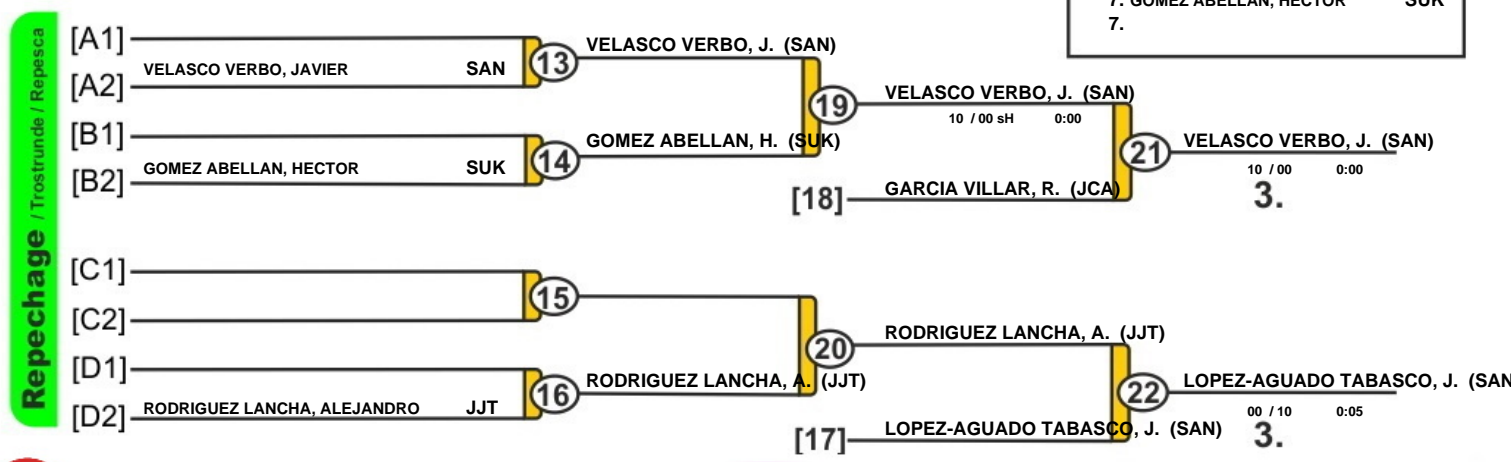 7. GOMEZ ABELLAN, HECTOR SUK
7.
Repechage / Trostrunde / Repesca
[A1]
VELASCO VERBO, J. (SAN)
VELASCO VERBO, JAVIER SAN
13
[A2]
19
VELASCO VERBO, J. (SAN)
10 / 00 sH 0:00
[B1]
GOMEZ ABELLAN, H. (SUK)
GOMEZ ABELLAN, HECTOR SUK
14
[B2]
21
VELASCO VERBO, J. (SAN)
10 / 00 0:00
3.
[18]
GARCIA VILLAR, R. (JCA)
[C1]
15
[C2]
20
RODRIGUEZ LANCHA, A. (JJT)
[D1]
RODRIGUEZ LANCHA, A. (JJT)
RODRIGUEZ LANCHA, ALEJANDRO JJT
16
[D2]
22
LOPEZ-AGUADO TABASCO, J. (SAN
00 / 10 0:05
3.
[17]
LOPEZ-AGUADO TABASCO, J. (SAN)